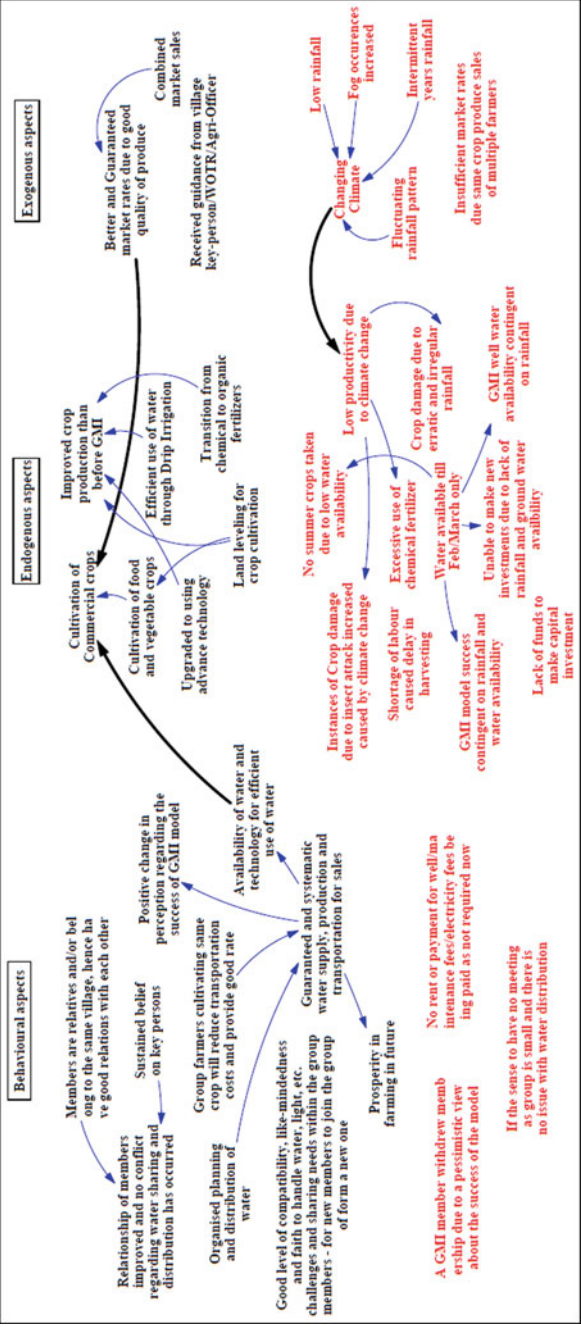 Behavioural aspects
Endogenous aspects
Exogenous aspects
Members are relatives and/or bel
ong to the same village, hence ha
ve good relations with each other
Relationship of members
improved and no conflict
regarding water sharing and
distribution has occurred
Sustained belief
on key persons
Positive change in
perception regarding the
success of GMI model
Group farmers cultivating same
crop will reduce transportation
costs and provide good rate
Organised planning
and distribution of
water
Availability of water and
technology for efficient
use of water
Guaranteed and systematic
water supply, production and
transportation for sales
Good level of compatibility, like-mindedness
and faith to handle water, light, etc.
challenges and sharing needs within the group
members - for new members to join the group
of form a new one
Prosperity in
farming in future
No rent or payment for well/ma
intenance fees/electricity fees be
ing paid as not required now
A GMI member withdrew memb
ership due to a pessimistic view
about the success of the model
If the sense to have no meeting
as group is small and there is
no issue with water distribution
Cultivation of
Commercial crops
Improved crop
production than
before GMI
Cultivation of food
and vegetable crops
Efficient use of water
through Drip Irrigation
Upgraded to using
advance technology
Transition from
chemical to organic
fertilizers
Land leveling for
crop cultivation
No summer crops taken
due to low water
availability
Low productivity due
to climate change
Instances of Crop damage
due to insect attack increased
caused by climate change
Excessive use of
chemical fertilizer
Crop damage due to
erratic and irregular
rainfall
Shortage of labour
caused delay in
harvesting
Water available till
Feb/March only
GMI well water
availability contingent
on rainfall
GMI model success
contingent on rainfall and
water availability
Unable to make new
investments due to lack of
rainfall and ground water
availbility
Lack of funds to
make capital
investment
Better and Guaranteed
market rates due to good
quality of produce
Combined
market sales
Received guidance from village
key-person/WOTR/Agri-Officer
Low rainfall
Changing
Climate
Fog occurences
increased
Fluctuating
rainfall pattern
Intermittent
years rainfall
Insufficient market rates
due same crop produce sales
of multiple farmers